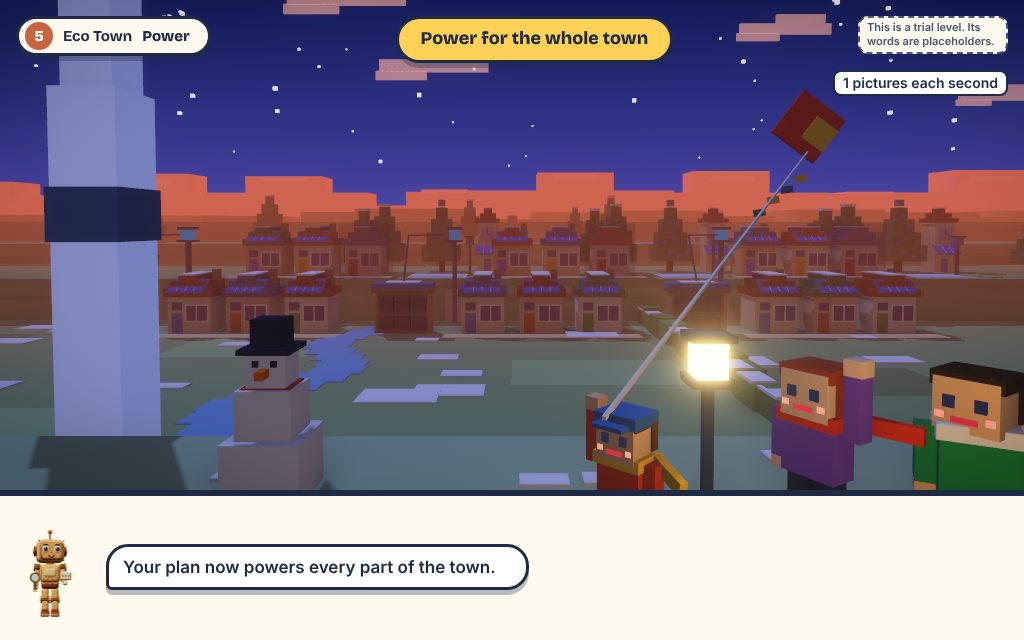 5 Eco Town Power
Power for the whole town
This is a trial level. Its
words are placeholders.
1 pictures each second
Your plan now powers every part of the town.